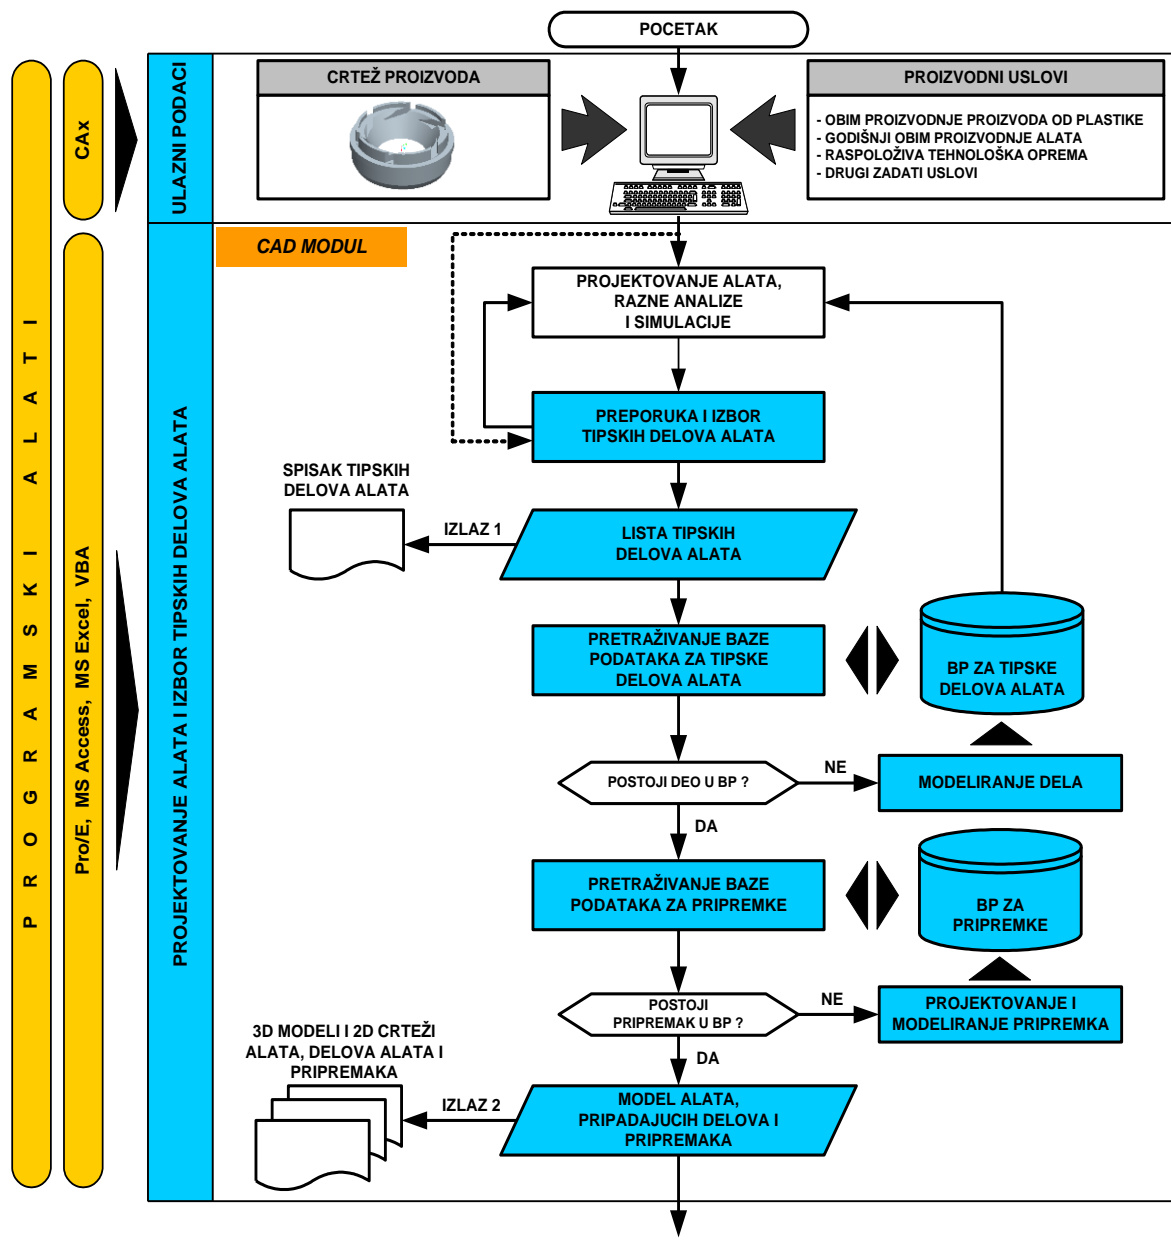 POCETAK
PROGRAMSKI ALATI
CAx
Pro/E, MS Access, MS Excel, VBA
ULAZNI PODACI
CRTEŽ PROIZVODA
PROIZVODNI USLOVI
- OBIM PROIZVODNJE PROIZVODA OD PLASTIKE
- GODIŠNJI OBIM PROIZVODNJE ALATA
- RASPOLOŽIVA TEHNOLOŠKA OPREMA
- DRUGI ZADATI USLOVI
PROJEKTOVANJE ALATA I IZBOR TIPSKIH DELOVA ALATA
CAD MODUL
PROJEKTOVANJE ALATA,
RAZNE ANALIZE
I SIMULACIJE
PREPORUKA I IZBOR
TIPSKIH DELOVA ALATA
SPISAK TIPSKIH
DELOVA ALATA
IZLAZ 1
LISTA TIPSKIH
DELOVA ALATA
PRETRAŽIVANJE BAZE
PODATAKA ZA TIPSKE
DELOVA ALATA
BP ZA TIPSKE
DELOVA ALATA
POSTOJI DEO U BP ?
NE
MODELIRANJE DELA
DA
PRETRAŽIVANJE BAZE
PODATAKA ZA PRIPREMKE
BP ZA
PRIPREMKE
POSTOJI
PRIPREMAK U BP ?
NE
PROJEKTOVANJE I
MODELIRANJE PRIPREMKA
DA
3D MODELI I 2D CRTEŽI
ALATA, DELOVA ALATA I
PRIPREMAKA
IZLAZ 2
MODEL ALATA,
PRIPADAJUCIH DELOVA I
PRIPREMAKA